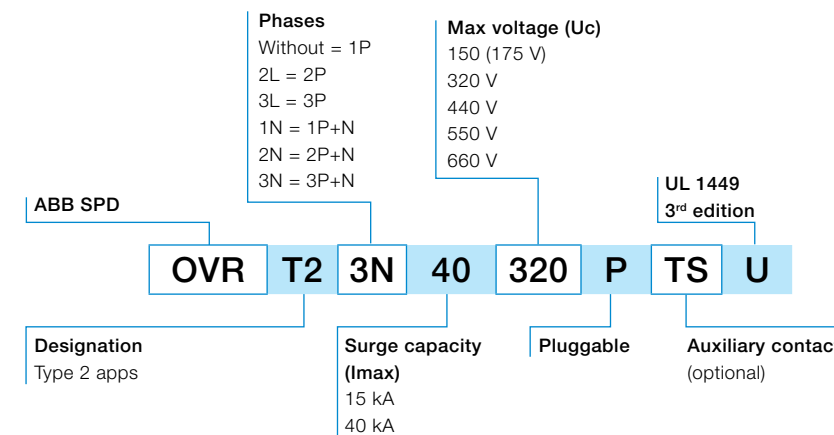 Phases
Without = 1P
2L = 2P
3L = 3P
1N = 1P+N
2N = 2P+N
3N = 3P+N
Max voltage (Uc)
150 (175 V)
320 V
440 V
550 V
660 V
UL 1449
3rd edition
ABB SPD
OVR T2 3N 40 320 P TS U
Designation
Type 2 apps
Surge capacity
(Imax)
15 kA
40 kA
Pluggable
Auxiliary contac
(optional)